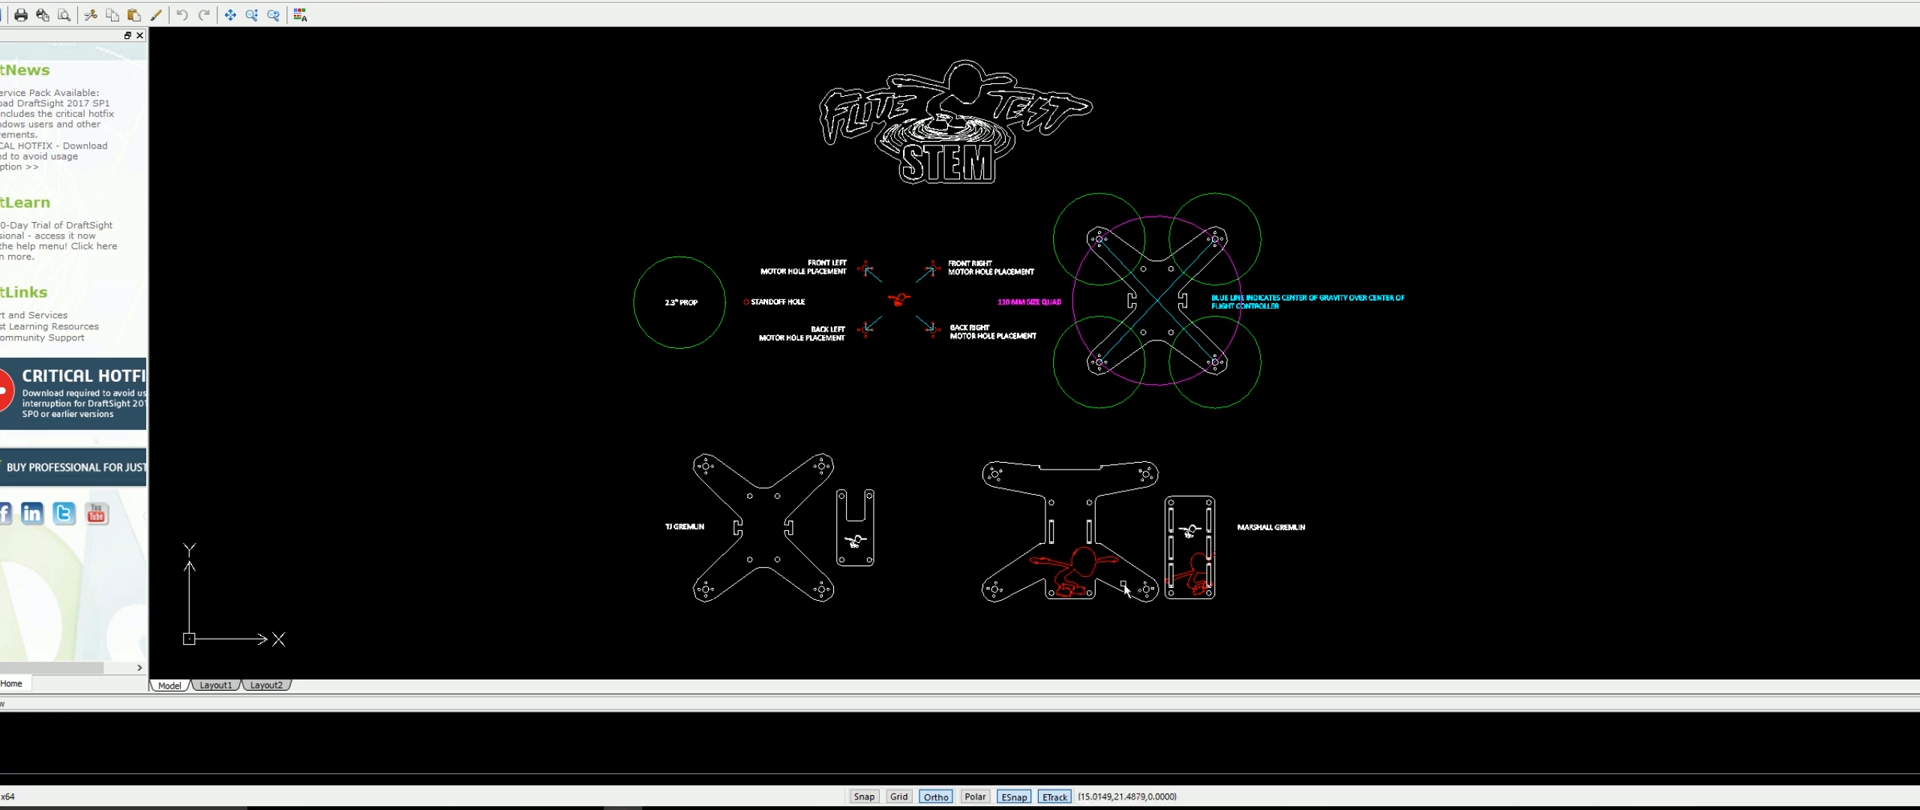 tNews
ervice Pack Available:
oad DraftSight 2017 SP1
ncludes the critical hotfix
ndows users and other
ements.
CAL HOTFIX - Download
ed to avoid usage
ption >>
tLearn
0-Day Trial of DraftSight
sional - access it now
the help menu! Click here
n more.
tLinks
rt and Services
st Learning Resources
ommunity Support
CRITICAL HOTFI
Download required to avoid us
interruption for DraftSight 201
SP0 or earlier versions
BUY PROFESSIONAL FOR JUST
f
in
You
Tube
Home
FLITE TEST
STEM
2.3" PROP
FRONT LEFT
MOTOR HOLE PLACEMENT
FRONT RIGHT
MOTOR HOLE PLACEMENT
STANDOFF HOLE
BACK LEFT
MOTOR HOLE PLACEMENT
BACK RIGHT
MOTOR HOLE PLACEMENT
110 MM SIZE QUAD
BLUE LINE INDICATES CENTER OF GRAVITY OVER CENTER OF
FLIGHT CONTROLLER
TJ GREMLIN
MARSHALL GREMLIN
Y
X
Model
Layout1
Layout2
w
x64
Snap
Grid
Ortho
Polar
ESnap
ETrack
(15.0149,21.4879,0.0000)